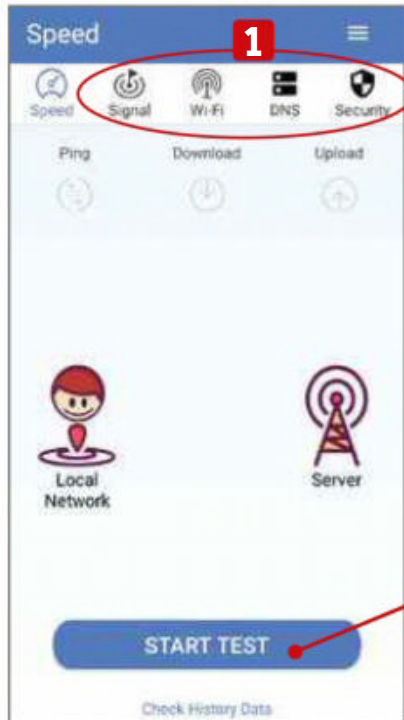 Speed
1
Speed Signal Wi-Fi DNS Security
Ping Download Upload
Local
Network
Server
START TEST
Check History Data